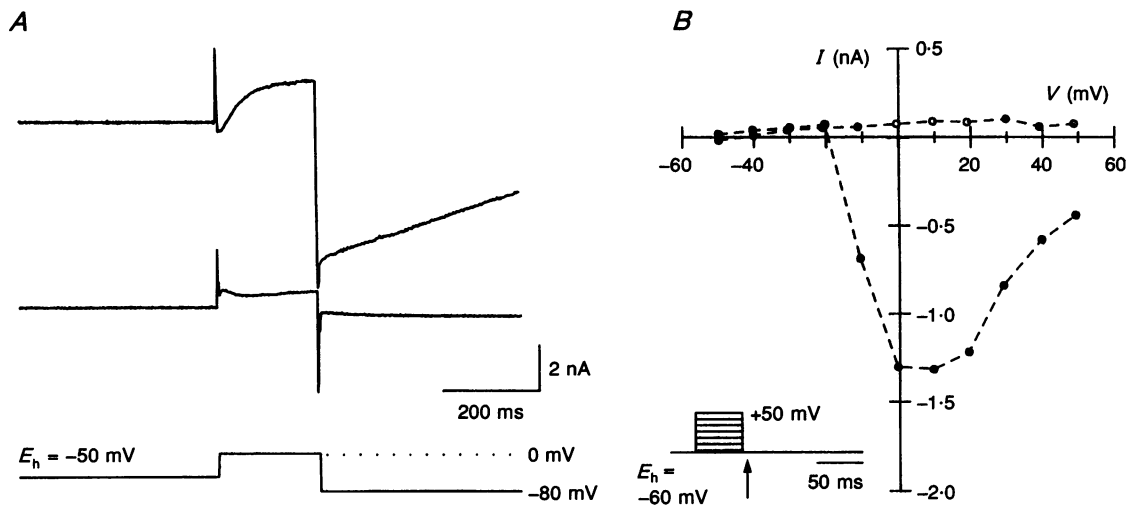 A
2 nA
200 ms
Eh = −50 mV
0 mV
−80 mV
B
0·5
I (nA)
V (mV)
−60
−40
20
40
60
−0·5
−1·0
−1·5
−2·0
+50 mV
Eh =
−60 mV
50 ms